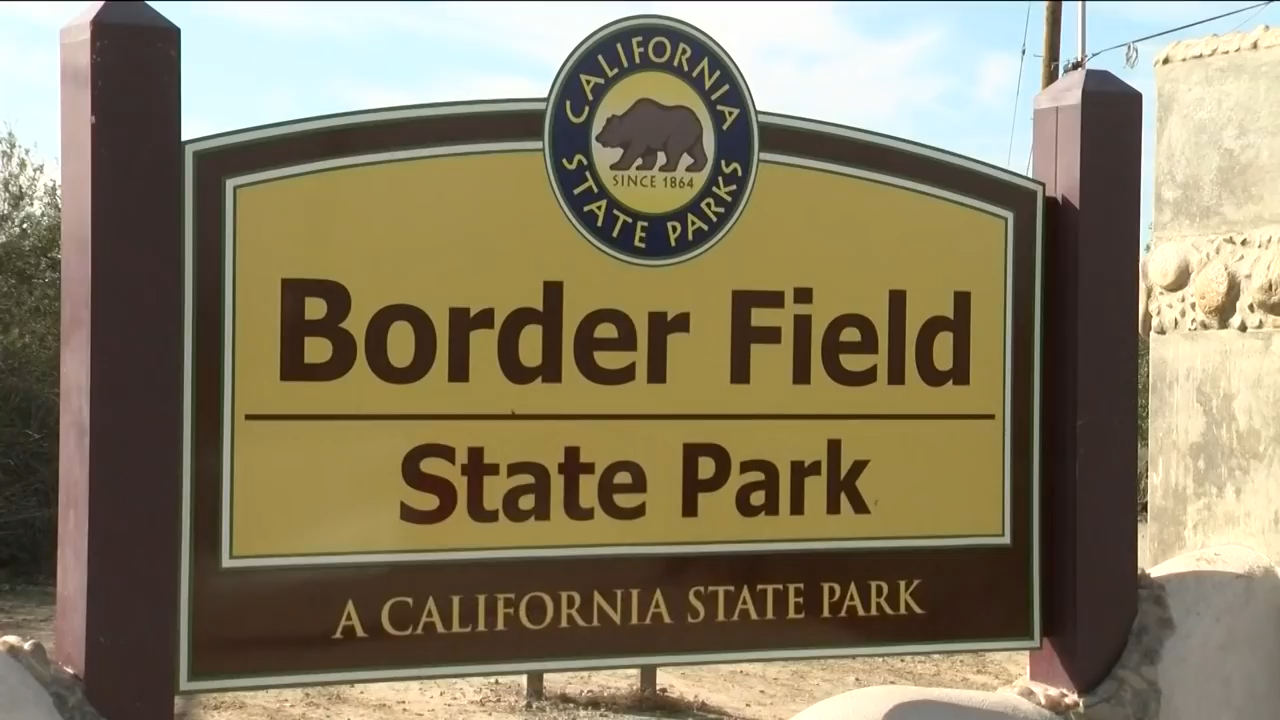 CALIFORNIA
SINCE 1864
STATE PARKS
Border Field
State Park
A CALIFORNIA STATE PARK